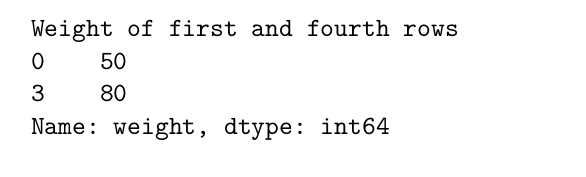 Weight of first and fourth rows
0    50
3    80
Name: weight, dtype: int64